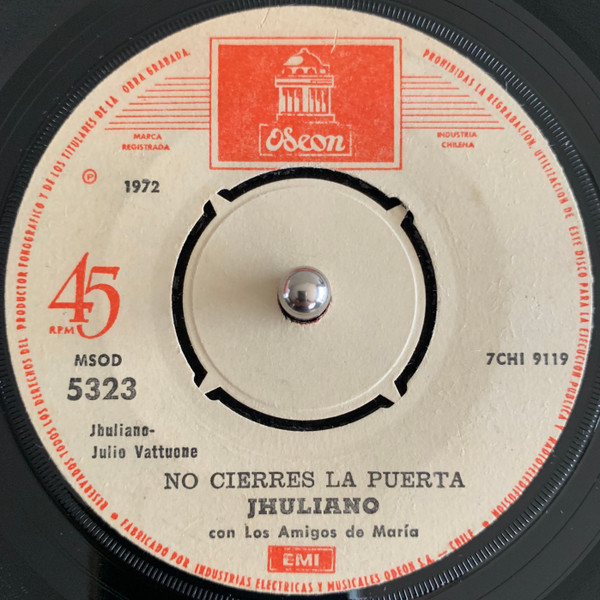 RESERVADOS TODOS LOS DERECHOS DEL PRODUCTOR FONOGRAFICO Y DE LOS TITULARES DE LA OBRA GRABADA.
PROHIBIDAS LA REGRABACION, UTILIZACION DE ESTE DISCO PARA LA EJECUCION PUBLICA Y RADIODIFUSION
Odeon
MARCA
REGISTRADA
INDUSTRIA
CHILENA
℗ 1972
45
R.P.M
MSOD
5323
7CHI 9119
Jhuliano-
Julio Vattuone
NO CIERRES LA PUERTA
JHULIANO
con Los Amigos de María
EMI
• FABRICADO POR INDUSTRIAS ELECTRICAS Y MUSICALES ODEON S.A. - CHILE •